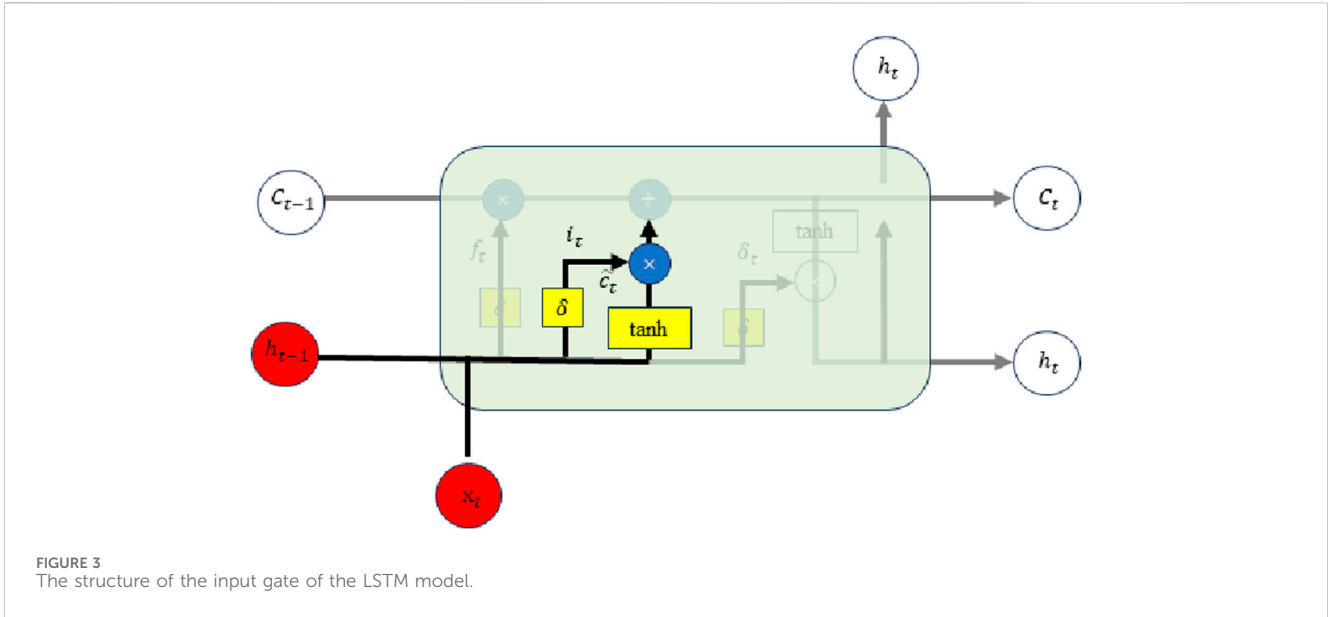 h_t
C_{t-1}
×
+
C_t
tanh
f_t
i_t
×
δ_t
c̃_t
δ
tanh
δ
h_{t-1}
h_t
x_t
FIGURE 3
The structure of the input gate of the LSTM model.